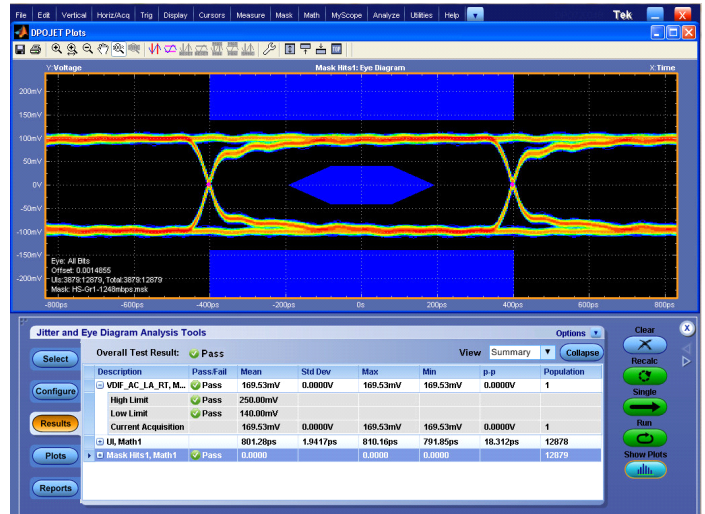 File Edit Vertical Horiz/Acq Trig Display Cursors Measure Mask Math MyScope Analyze Utilities Help Tek
DPOJET Plots
Y:Voltage Mask Hits1: Eye Diagram X:Time
200mV
150mV
100mV
50mV
0V
-50mV
-100mV
-150mV
-200mV
Eye: All Bits
Offset: 0.0014855
UIs:3879:12879, Total:3879:12879
Mask: HS-Gr1-1248mbps.msk
-800ps -600ps -400ps -200ps 0s 200ps 400ps 600ps 800ps
Jitter and Eye Diagram Analysis Tools Options
Clear
Select
Overall Test Result: Pass View Summary Collapse
Recalc
Description Pass/Fail Mean Std Dev Max Min p-p Population
VDIF_AC_LA_RT, M... Pass 169.53mV 0.0000V 169.53mV 169.53mV 0.0000V 1
Configure
High Limit Pass 250.00mV
Single
Low Limit Pass 140.00mV
Results
Current Acquisition 169.53mV 0.0000V 169.53mV 169.53mV 0.0000V 1
Run
UI, Math1 801.28ps 1.9417ps 810.16ps 791.85ps 18.312ps 12878
Plots
Mask Hits1, Math1 Pass 0.0000 0.0000 0.0000 12879
Show Plots
Reports